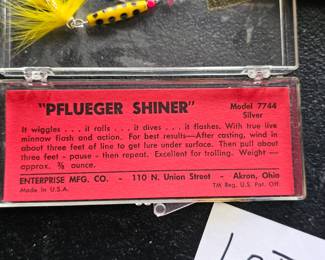 "PFLUEGER SHINER" Model 7744
Silver
It wiggles . . . it rolls . . . it dives . . . it flashes. With true live
minnow flash and action. For best results—After casting, wind in
about three feet of line to get lure under surface. Then pull about
three feet - pause - then repeat. Excellent for trolling. Weight —
approx. ⅜ ounce.
ENTERPRISE MFG. CO. - 110 N. Union Street - Akron, Ohio
Made in U.S.A. TM Reg. U.S. Pat. Off.